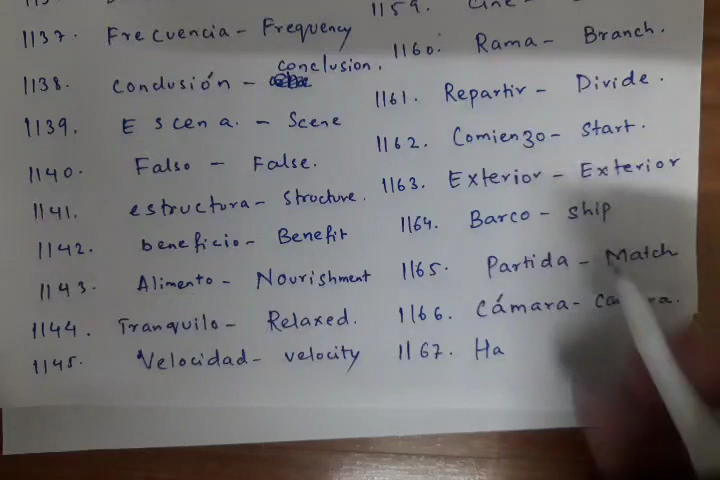 1137. Frecuencia - Frequency
1138. Conclusión - conclusion.
1139. Escena. - Scene
1140. Falso - False.
1141. estructura - structure.
1142. beneficio - Benefit
1143. Alimento - Nourishment
1144. Tranquilo - Relaxed.
1145. Velocidad - velocity
1159. Cine -
1160. Rama - Branch.
1161. Repartir - Divide.
1162. Comienzo - start.
1163. Exterior - Exterior
1164. Barco - ship
1165. Partida - Match
1166. Cámara -
1167. Ha